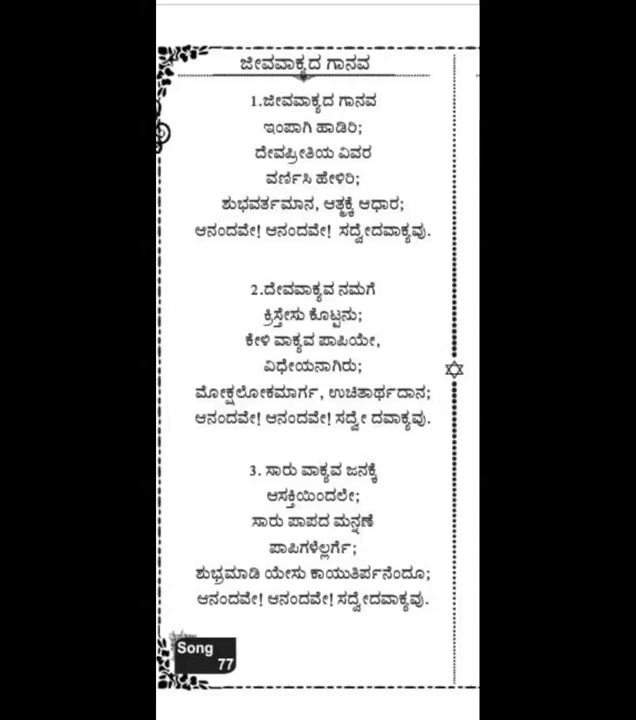 ಜೀವವಾಕ್ಯದ ಗಾನವ
1.ಜೀವವಾಕ್ಯದ ಗಾನವ
ಇಂಪಾಗಿ ಹಾಡಿರಿ;
ದೇವಪ್ರೀತಿಯ ವಿವರ
ವರ್ಣಿಸಿ ಹೇಳಿರಿ;
ಶುಭವರ್ತಮಾನ, ಆತ್ಮಕ್ಕೆ ಆಧಾರ;
ಆನಂದವೇ! ಆನಂದವೇ! ಸದ್ವೇದವಾಕ್ಯವು.
2.ದೇವವಾಕ್ಯವ ನಮಗೆ
ಕ್ರಿಸ್ತೇಸು ಕೊಟ್ಟನು;
ಕೇಳಿ ವಾಕ್ಯವ ಪಾಪಿಯೇ,
ವಿಧೇಯನಾಗಿರು;
ಮೋಕ್ಷಲೋಕಮಾರ್ಗ, ಉಚಿತಾರ್ಥದಾನ;
ಆನಂದವೇ! ಆನಂದವೇ! ಸದ್ವೇ ದವಾಕ್ಯವು.
3. ಸಾರು ವಾಕ್ಯವ ಜನಕ್ಕೆ
ಆಸಕ್ತಿಯಿಂದಲೇ;
ಸಾರು ಪಾಪದ ಮನ್ನಣೆ
ಪಾಪಿಗಳೆಲ್ಲರ್ಗೆ;
ಶುಭ್ರಮಾಡಿ ಯೇಸು ಕಾಯುತಿರ್ಪನೆಂದೂ;
ಆನಂದವೇ! ಆನಂದವೇ! ಸದ್ವೇದವಾಕ್ಯವು.
Song
77